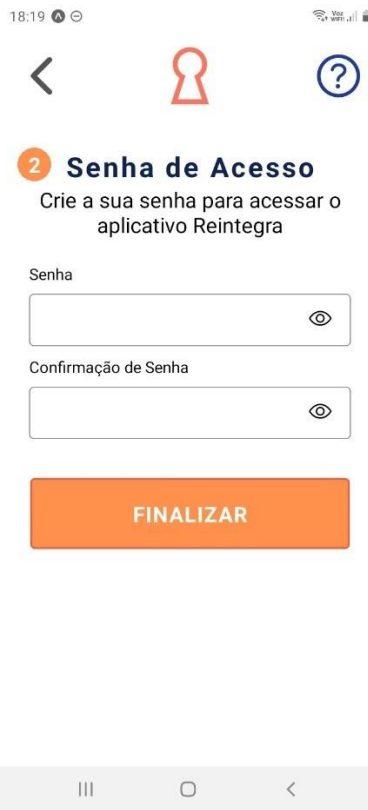 18:19
Voz
WiFi
?
2 Senha de Acesso
Crie a sua senha para acessar o
aplicativo Reintegra
Senha
Confirmação de Senha
FINALIZAR